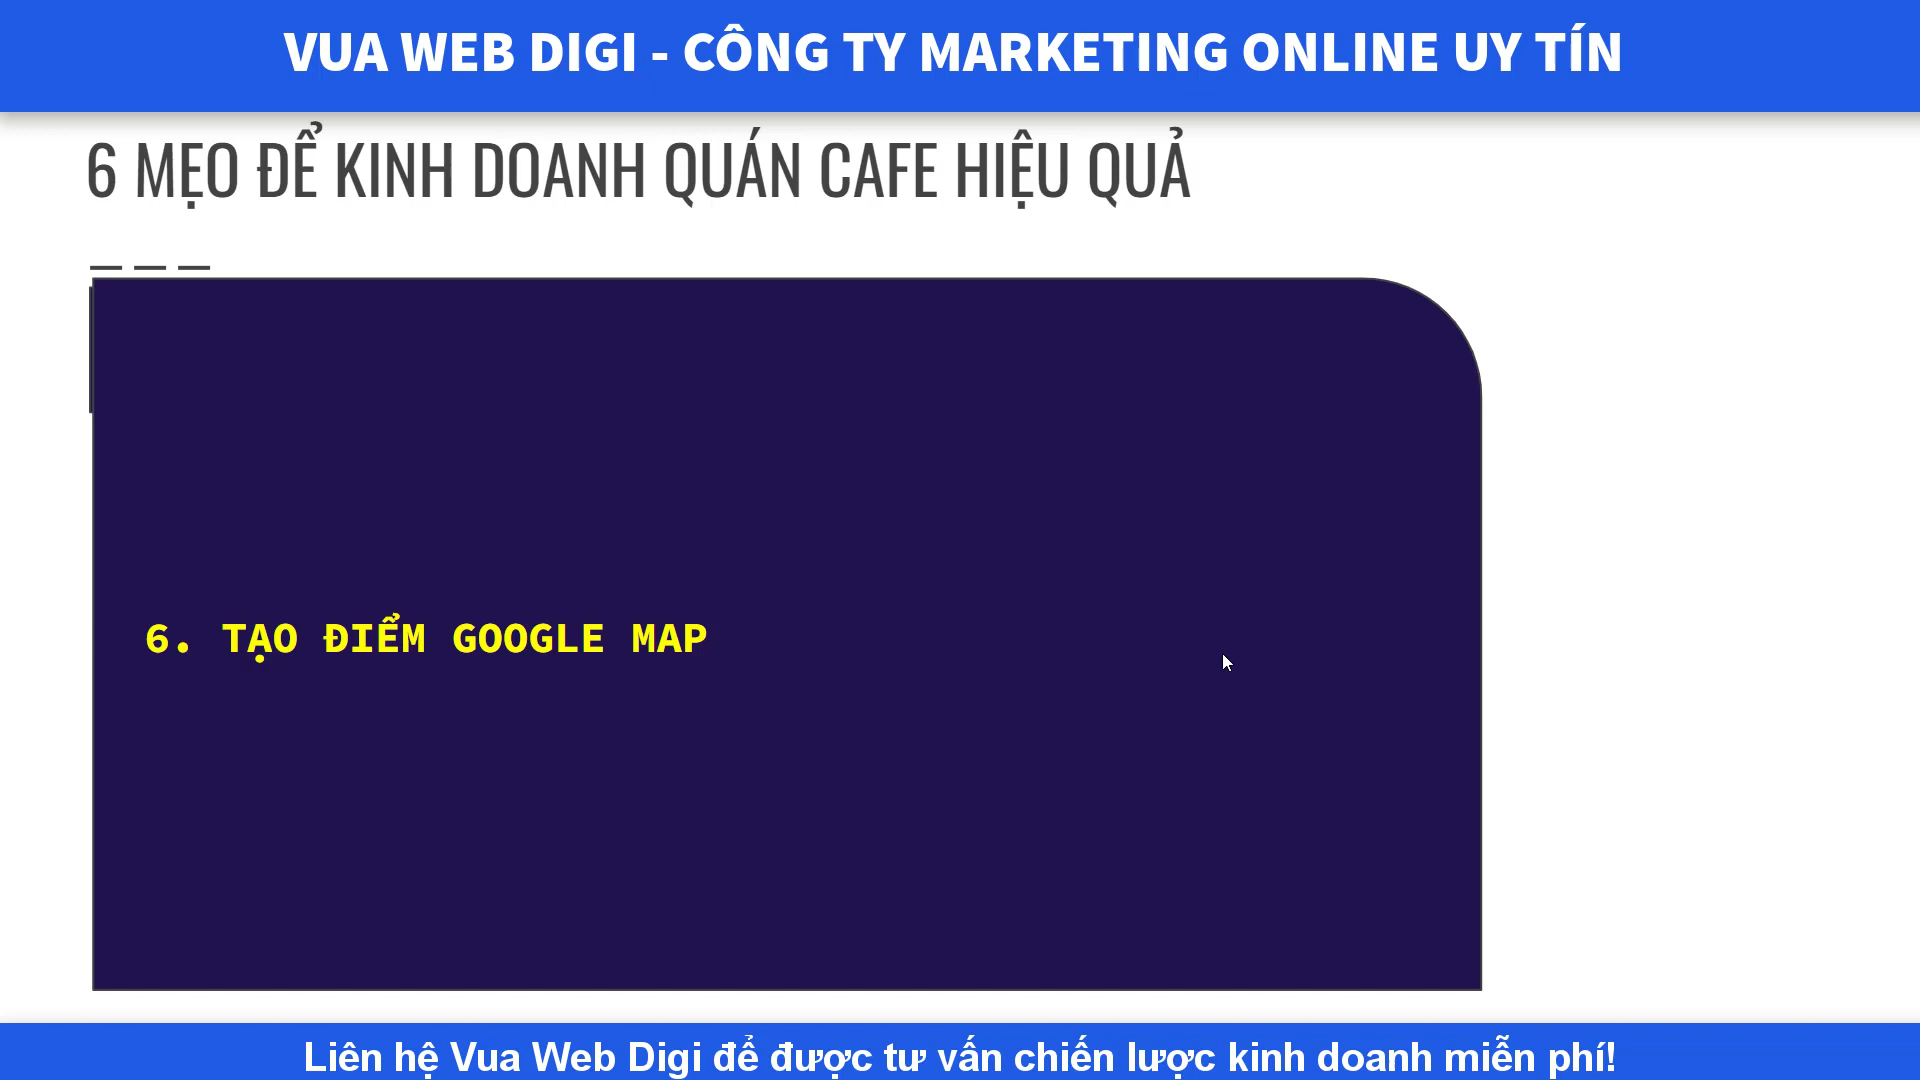 VUA WEB DIGI - CÔNG TY MARKETING ONLINE UY TÍN
6 MẸO ĐỂ KINH DOANH QUÁN CAFE HIỆU QUẢ
6. TẠO ĐIỂM GOOGLE MAP
Liên hệ Vua Web Digi để được tư vấn chiến lược kinh doanh miễn phí!